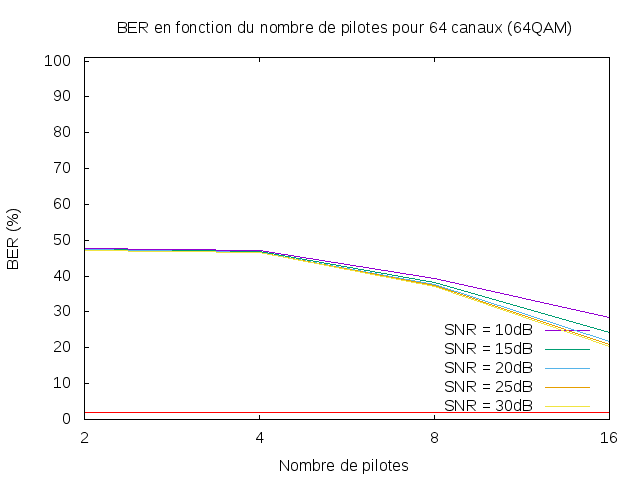 BER en fonction du nombre de pilotes pour 64 canaux (64QAM)
100
90
80
70
60
50
40
30
20
10
0
BER (%)
SNR = 10dB
SNR = 15dB
SNR = 20dB
SNR = 25dB
SNR = 30dB
2 4 8 16
Nombre de pilotes